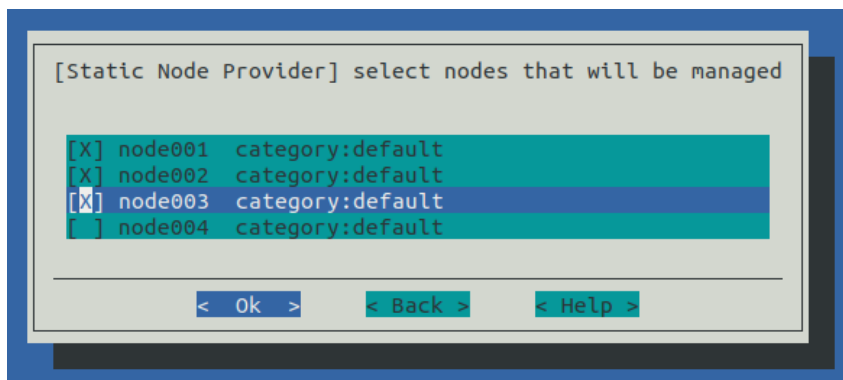 [Static Node Provider] select nodes that will be managed
[X] node001  category:default
[X] node002  category:default
[X] node003  category:default
[ ] node004  category:default
<  Ok  > < Back > < Help >